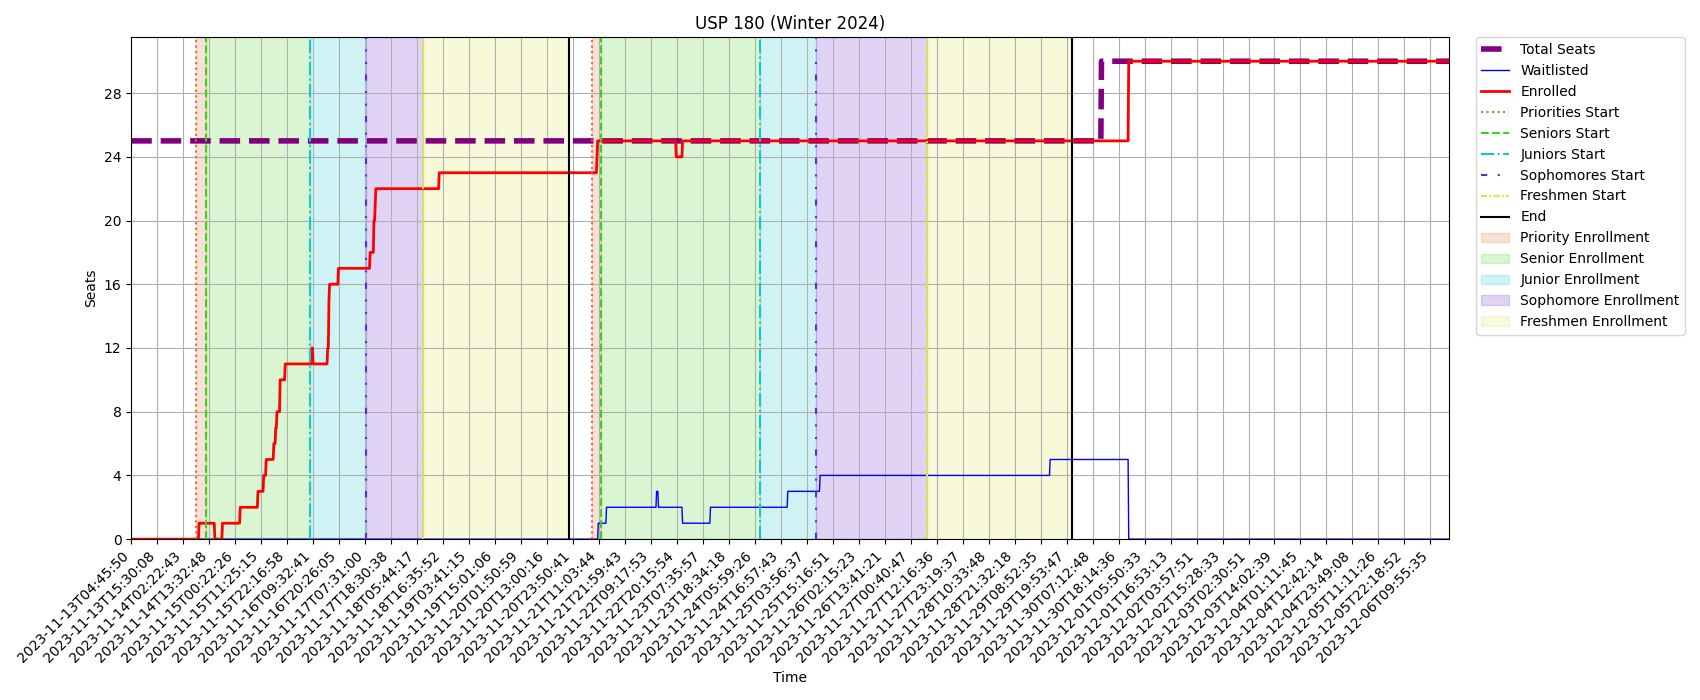 USP 180 (Winter 2024)
Total Seats
Waitlisted
Enrolled
Priorities Start
Seniors Start
Juniors Start
Sophomores Start
Freshmen Start
End
Priority Enrollment
Senior Enrollment
Junior Enrollment
Sophomore Enrollment
Freshmen Enrollment
Seats
28
24
20
16
12
8
4
0
2023-11-13T04:45:50
2023-11-13T15:30:08
2023-11-14T02:22:43
2023-11-14T13:32:48
2023-11-15T00:22:26
2023-11-15T11:25:15
2023-11-15T22:16:58
2023-11-16T09:32:41
2023-11-16T20:26:05
2023-11-17T07:31:00
2023-11-17T18:30:38
2023-11-18T05:44:17
2023-11-18T16:35:52
2023-11-19T03:41:15
2023-11-19T15:01:06
2023-11-20T01:50:59
2023-11-20T13:00:16
2023-11-20T23:50:41
2023-11-21T11:03:44
2023-11-21T21:59:43
2023-11-22T09:17:53
2023-11-22T20:15:54
2023-11-23T07:35:57
2023-11-23T18:34:18
2023-11-24T05:59:26
2023-11-24T16:57:43
2023-11-25T03:56:37
2023-11-25T15:16:51
2023-11-26T02:15:23
2023-11-26T13:41:21
2023-11-27T00:40:47
2023-11-27T12:16:36
2023-11-27T23:19:37
2023-11-28T10:33:48
2023-11-28T21:32:18
2023-11-29T08:52:35
2023-11-29T19:53:47
2023-11-30T07:12:48
2023-11-30T18:14:36
2023-12-01T05:50:33
2023-12-01T16:53:13
2023-12-02T03:57:51
2023-12-02T15:28:33
2023-12-03T02:30:51
2023-12-03T14:02:39
2023-12-04T01:11:45
2023-12-04T12:42:14
2023-12-04T23:49:08
2023-12-05T11:11:26
2023-12-05T22:18:52
2023-12-06T09:55:35
Time